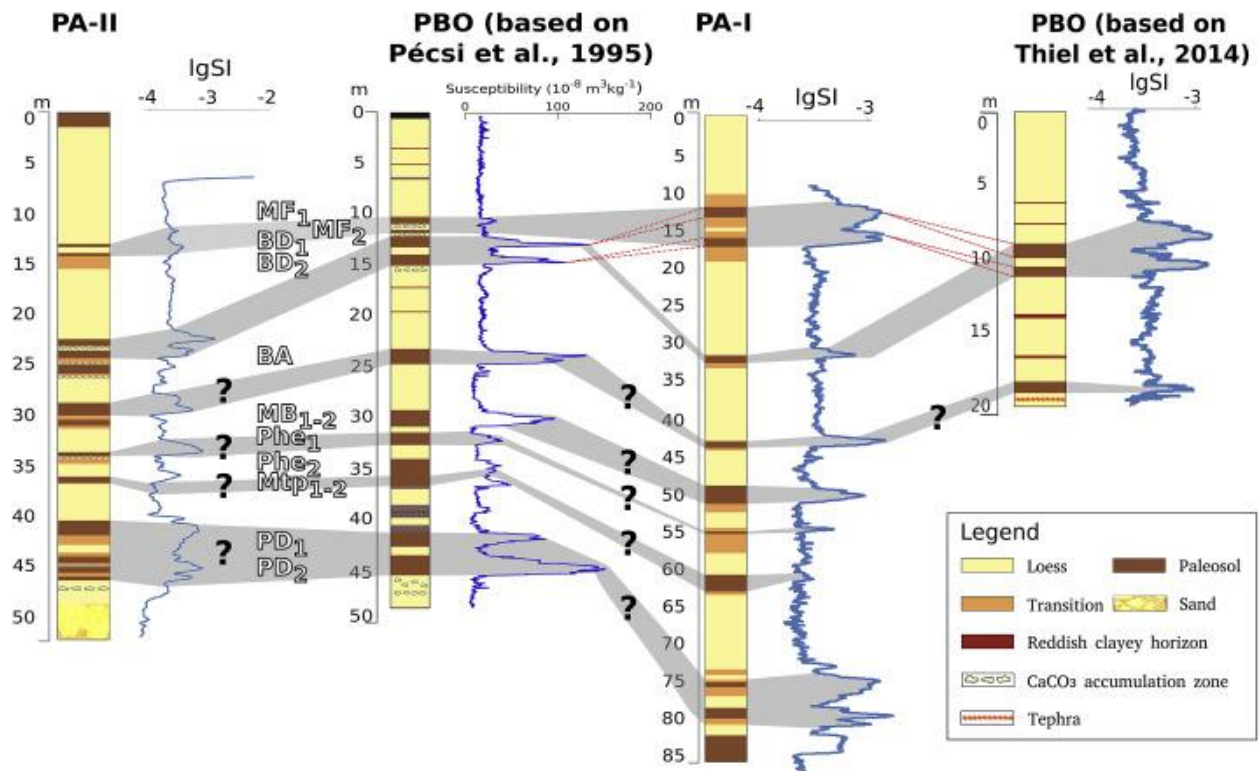 PA-II
PBO (based on
Pécsi et al., 1995)
PA-I
PBO (based on
Thiel et al., 2014)
lgSI
-4 -3 -2
Susceptibility (10⁻⁸ m³kg⁻¹)
0 100 200
lgSI
-4 -3
lgSI
-4 -3
m
0
5
10
15
20
25
30
35
40
45
50
m
0
5
10
15
20
25
30
35
40
45
50
m
0
5
10
15
20
25
30
35
40
45
50
55
60
65
70
75
80
85
m
0
5
10
15
20
MF₁
MF₂
BD₁
BD₂
BA
MB₁₋₂
Phe₁
Phe₂
Mtp₁₋₂
PD₁
PD₂
?
?
?
?
?
?
?
?
?
?
Legend
Loess
Paleosol
Transition
Sand
Reddish clayey horizon
CaCO₃ accumulation zone
Tephra